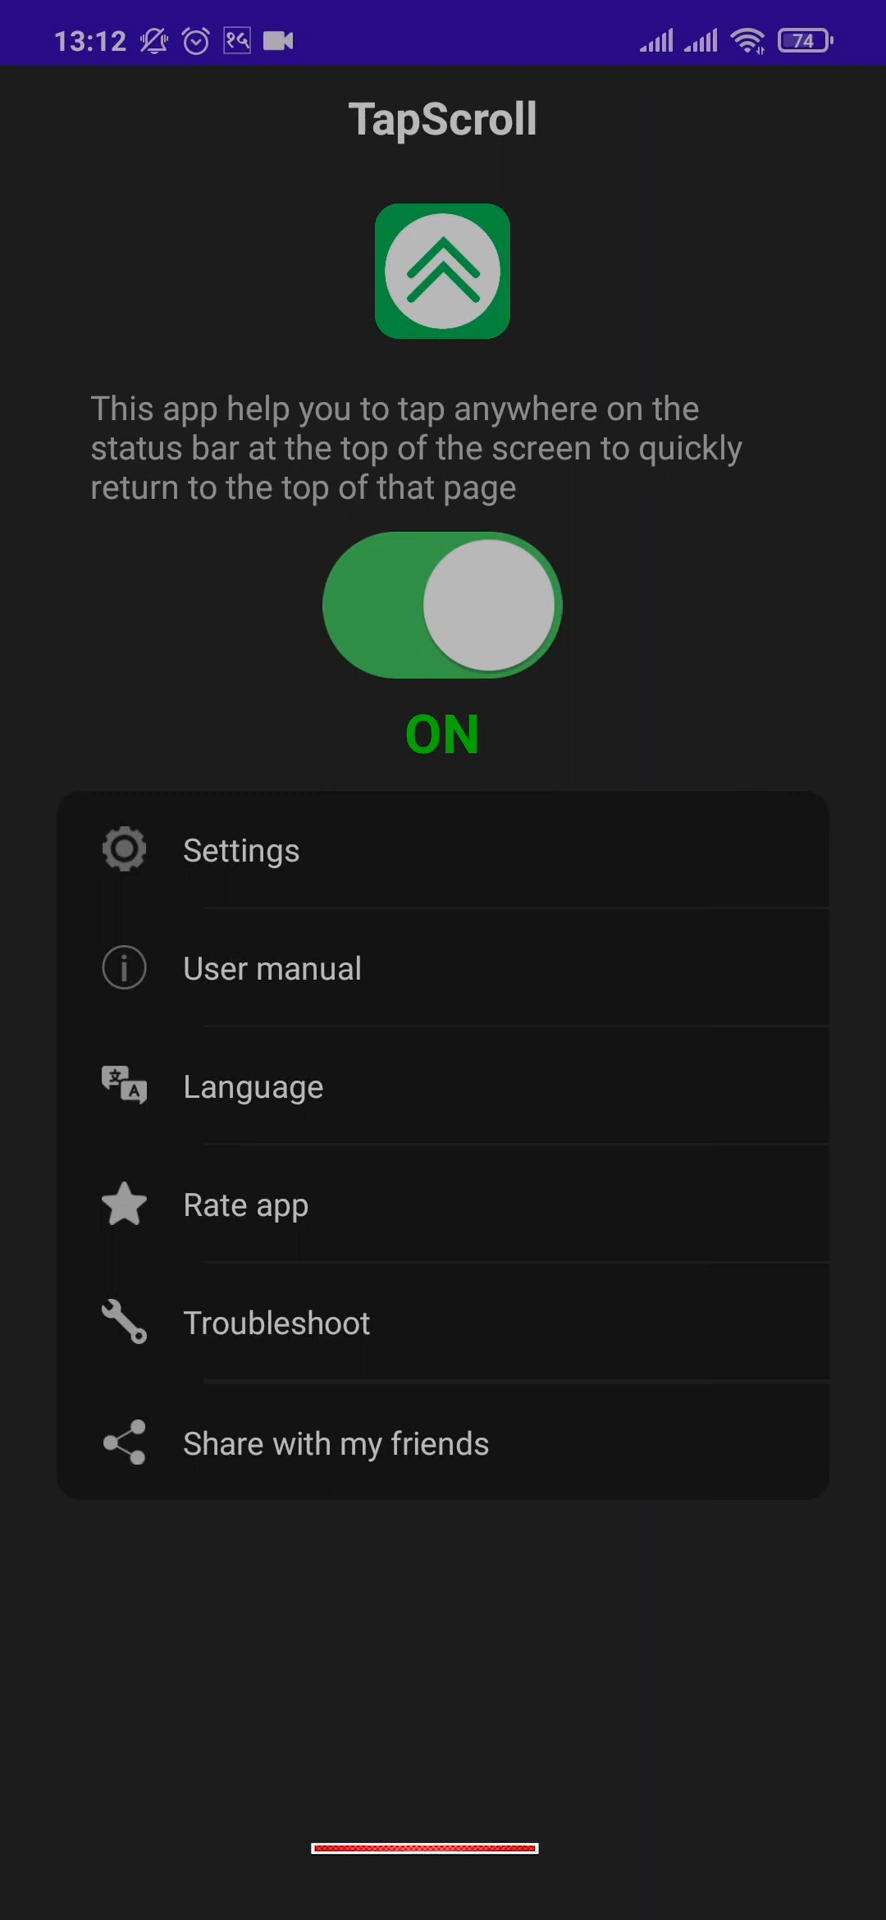 13:12 १५ 74
TapScroll
This app help you to tap anywhere on the
status bar at the top of the screen to quickly
return to the top of that page
ON
Settings
User manual
Language
Rate app
Troubleshoot
Share with my friends